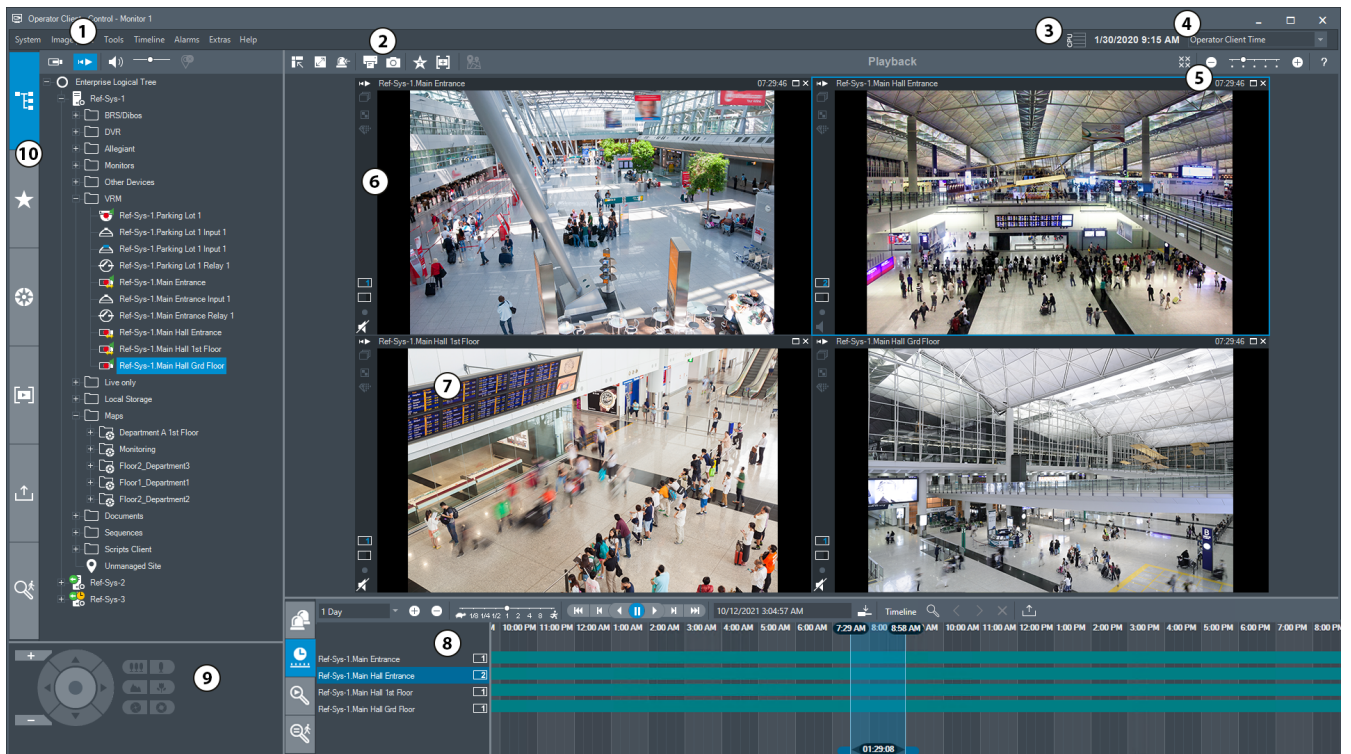 Operator Client - Control - Monitor 1
1
System Image Tools Timeline Alarms Extras Help
3
1/30/2020 9:15 AM
4
Operator Client Time
2
Playback
5
?
10
Enterprise Logical Tree
Ref-Sys-1
BRS/Dibos
DVR
Allegiant
Monitors
Other Devices
VRM
Ref-Sys-1.Parking Lot 1
Ref-Sys-1.Parking Lot 1 Input 1
Ref-Sys-1.Parking Lot 1 Input 1
Ref-Sys-1.Parking Lot 1 Relay 1
Ref-Sys-1.Main Entrance
Ref-Sys-1.Main Entrance Input 1
Ref-Sys-1.Main Entrance Relay 1
Ref-Sys-1.Main Hall Entrance
Ref-Sys-1.Main Hall 1st Floor
Ref-Sys-1.Main Hall Grd Floor
Live only
Local Storage
Maps
Department A 1st Floor
Monitoring
Floor2_Department3
Floor1_Department1
Floor2_Department2
Documents
Sequences
Scripts Client
Unmanaged Site
Ref-Sys-2
Ref-Sys-3
Ref-Sys-1.Main Entrance 07:29:46
6
1
Ref-Sys-1.Main Hall Entrance 07:29:46
2
Ref-Sys-1.Main Hall 1st Floor
7
1
Ref-Sys-1.Main Hall Grd Floor 07:29:46
B
1
9
1 Day
1/8 1/4 1/2 1 2 4 8
10/12/2021 3:04:57 AM
Timeline
8
M 10:00 PM 11:00 PM 12:00 AM 1:00 AM 2:00 AM 3:00 AM 4:00 AM 5:00 AM 6:00 AM 7:29 AM 8:00 8:58 AM AM 10:00 AM 11:00 AM 12:00 PM 1:00 PM 2:00 PM 3:00 PM 4:00 PM 5:00 PM 6:00 PM 7:00 PM 8:00 PM
Ref-Sys-1.Main Entrance 1
Ref-Sys-1.Main Hall Entrance 2
Ref-Sys-1.Main Hall 1st Floor 1
Ref-Sys-1.Main Hall Grd Floor 1
01:29:08